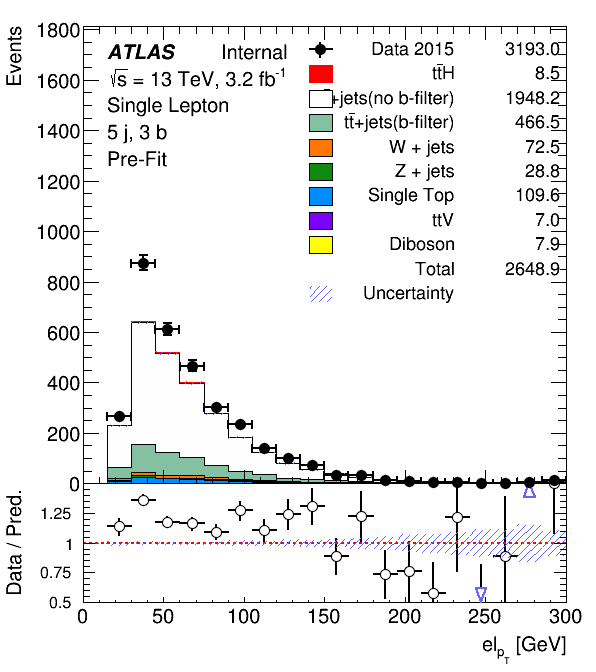 Events
1800
1600
1400
1200
1000
800
600
400
200
0
ATLAS Internal
√s = 13 TeV, 3.2 fb-1
Single Lepton
5 j, 3 b
Pre-Fit
Data 2015 3193.0
tt̄H 8.5
+jets(no b-filter) 1948.2
tt̄+jets(b-filter) 466.5
W + jets 72.5
Z + jets 28.8
Single Top 109.6
ttV 7.0
Diboson 7.9
Total 2648.9
Uncertainty
Data / Pred.
1.25
1
0.75
0.5
0 50 100 150 200 250 300
el pT [GeV]